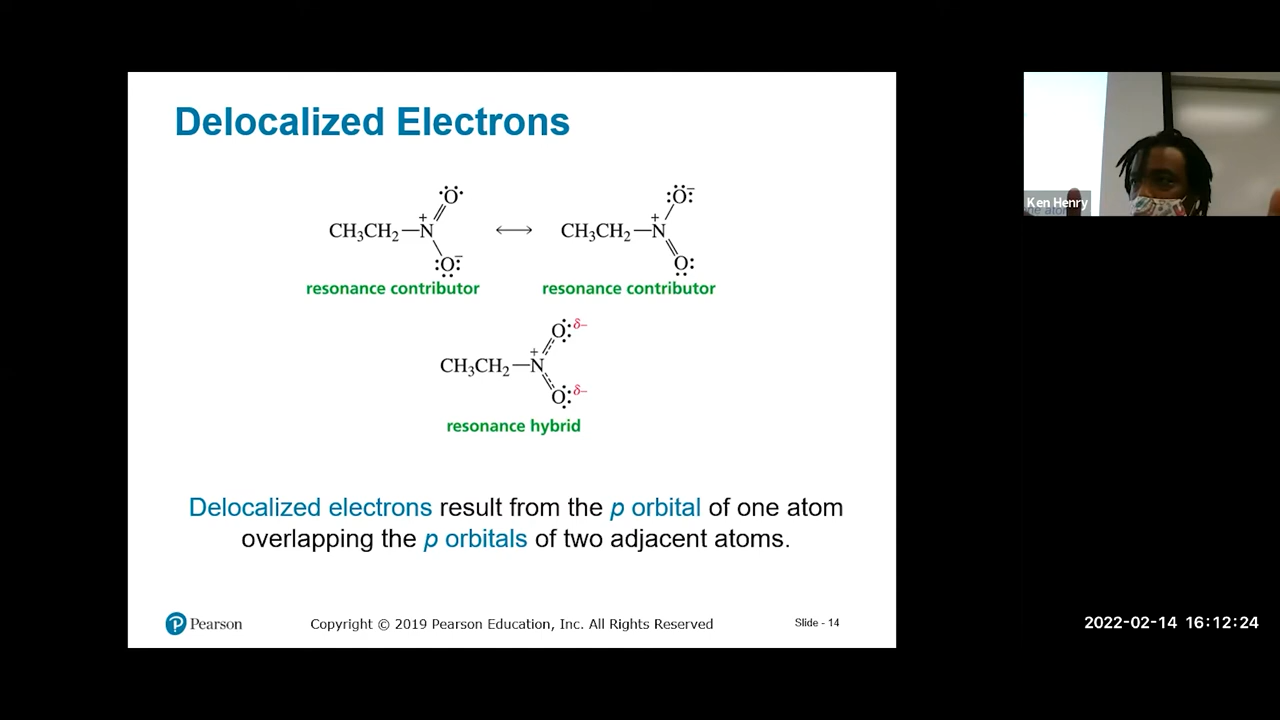 Delocalized Electrons
O O⁻
CH₃CH₂—N⁺ ⟷ CH₃CH₂—N⁺
O⁻ O
resonance contributor resonance contributor
O δ−
CH₃CH₂—N⁺
O δ−
resonance hybrid
Delocalized electrons result from the p orbital of one atom
overlapping the p orbitals of two adjacent atoms.
P Pearson
Copyright © 2019 Pearson Education, Inc. All Rights Reserved
Slide - 14
Ken Henry
2022-02-14 16:12:24